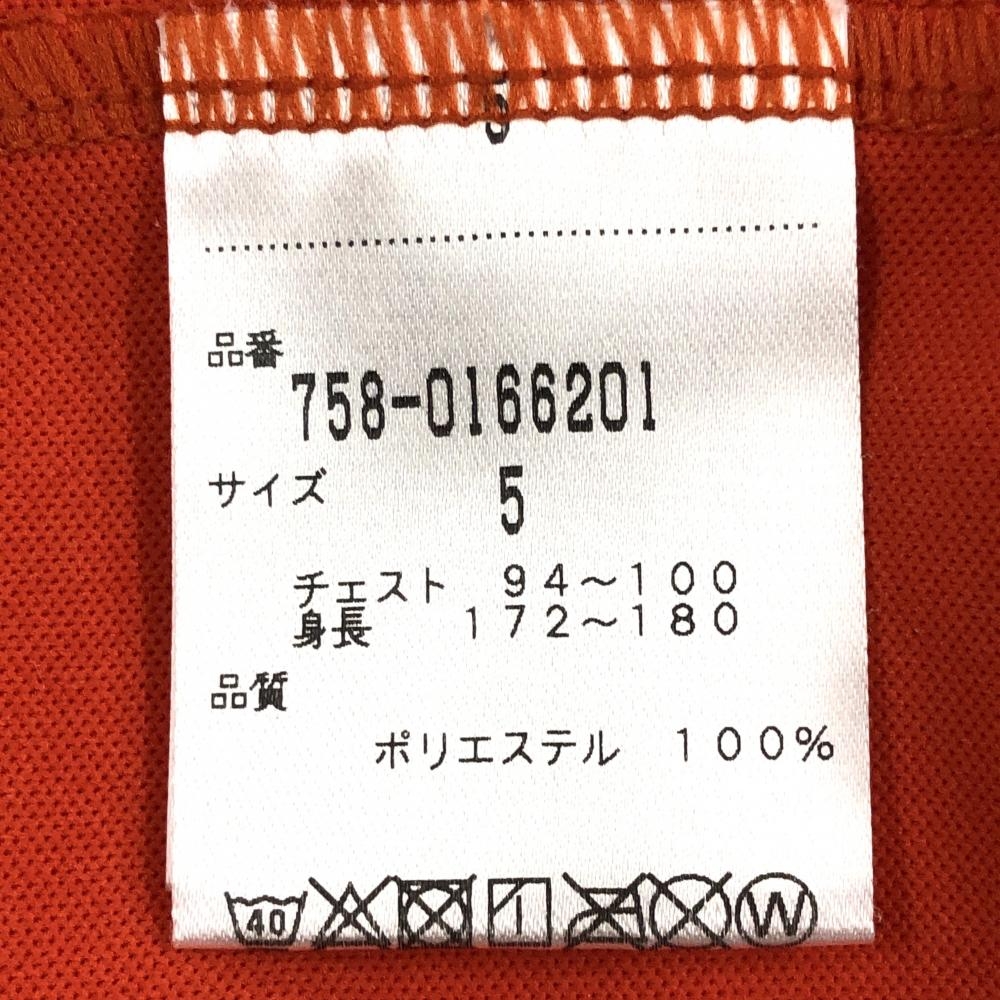 品番
758-0166201
サイズ 5
チェスト 94~100
身長 172~180
品質
ポリエステル 100%
40 W